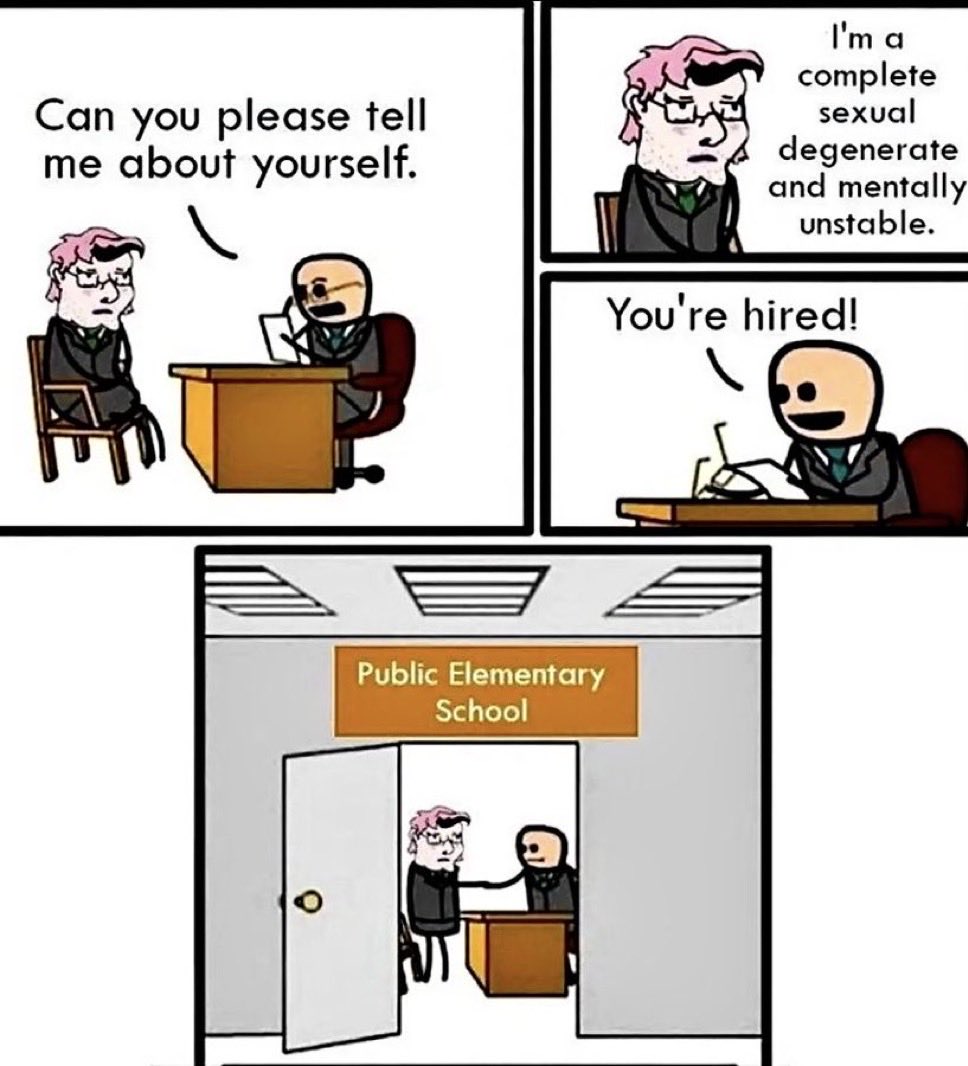 Can you please tell
me about yourself.
I'm a
complete
sexual
degenerate
and mentally
unstable.
You're hired!
Public Elementary
School